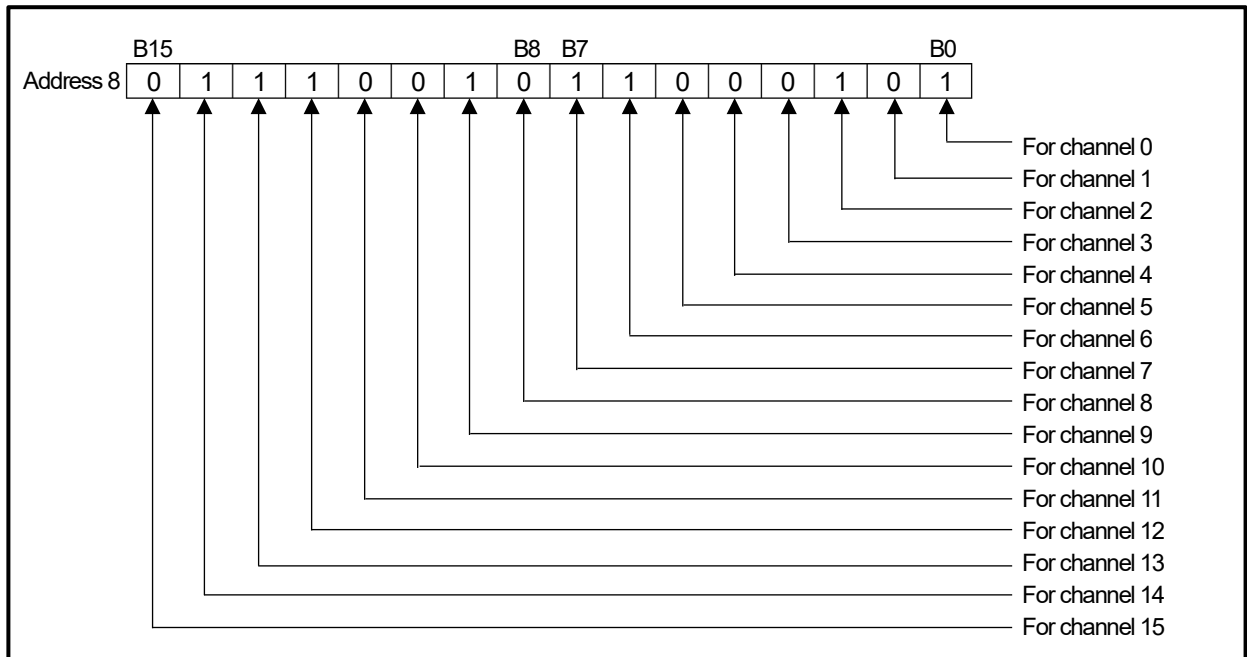 B15 B8 B7 B0
Address 8 0 1 1 1 0 0 1 0 1 1 0 0 0 1 0 1
For channel 0
For channel 1
For channel 2
For channel 3
For channel 4
For channel 5
For channel 6
For channel 7
For channel 8
For channel 9
For channel 10
For channel 11
For channel 12
For channel 13
For channel 14
For channel 15